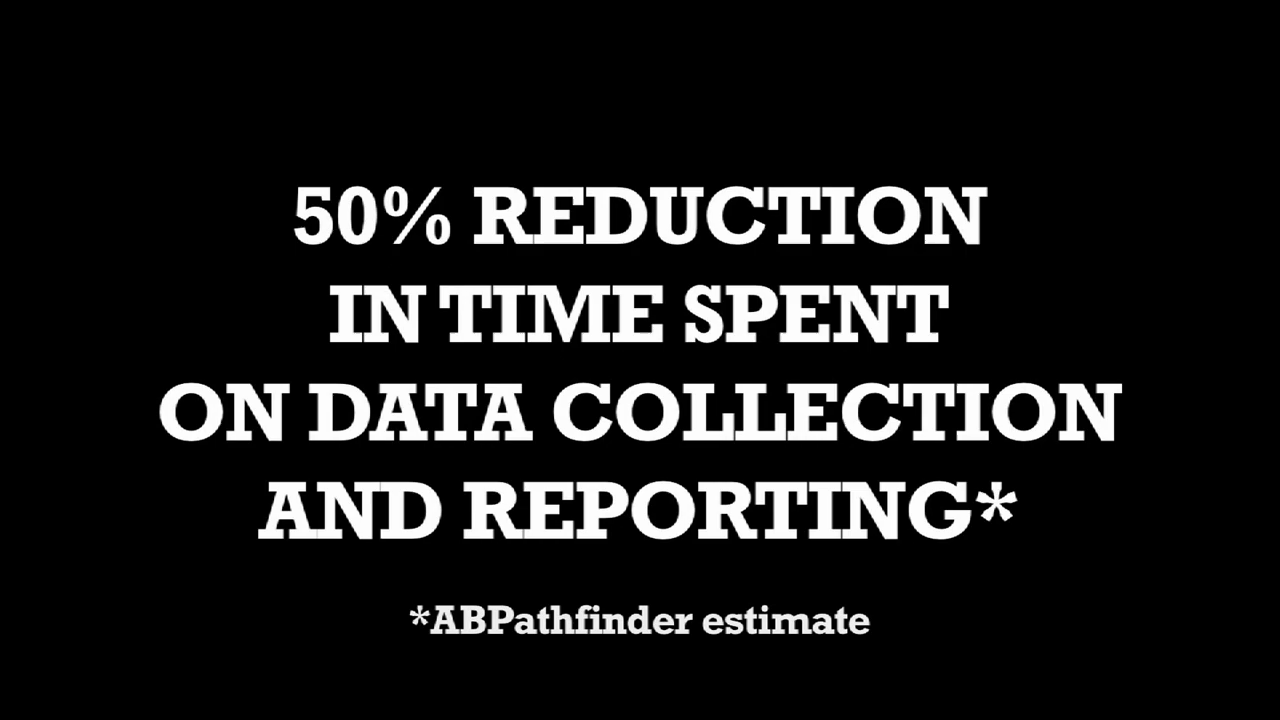 50% REDUCTION
IN TIME SPENT
ON DATA COLLECTION
AND REPORTING*
*ABPathfinder estimate